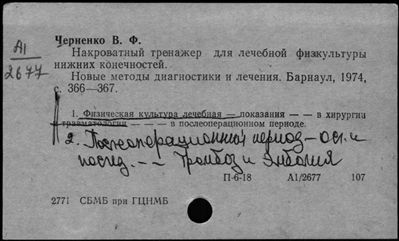 А1
2677
Черненко В. Ф.
Накроватный тренажер для лечебной физкультуры
нижних конечностей.
Новые методы диагностики и лечения. Барнаул, 1974,
с. 366—367.
1. Физическая культура лечебная — показания — — в хирургии
и травматологии — — — в послеоперационном периоде.
2. Послеоперационный период — осл. и
послед. — — Тромбоз и эмболия
П-6-18 А1/2677 107
2771 СБМБ при ГЦНМБ